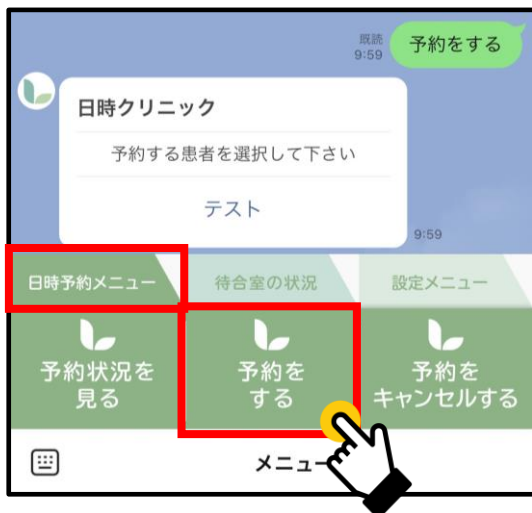 既読
9:59
予約をする
日時クリニック
予約する患者を選択して下さい
テスト
9:59
日時予約メニュー
待合室の状況
設定メニュー
予約状況を
見る
予約を
する
予約を
キャンセルする
メニュー